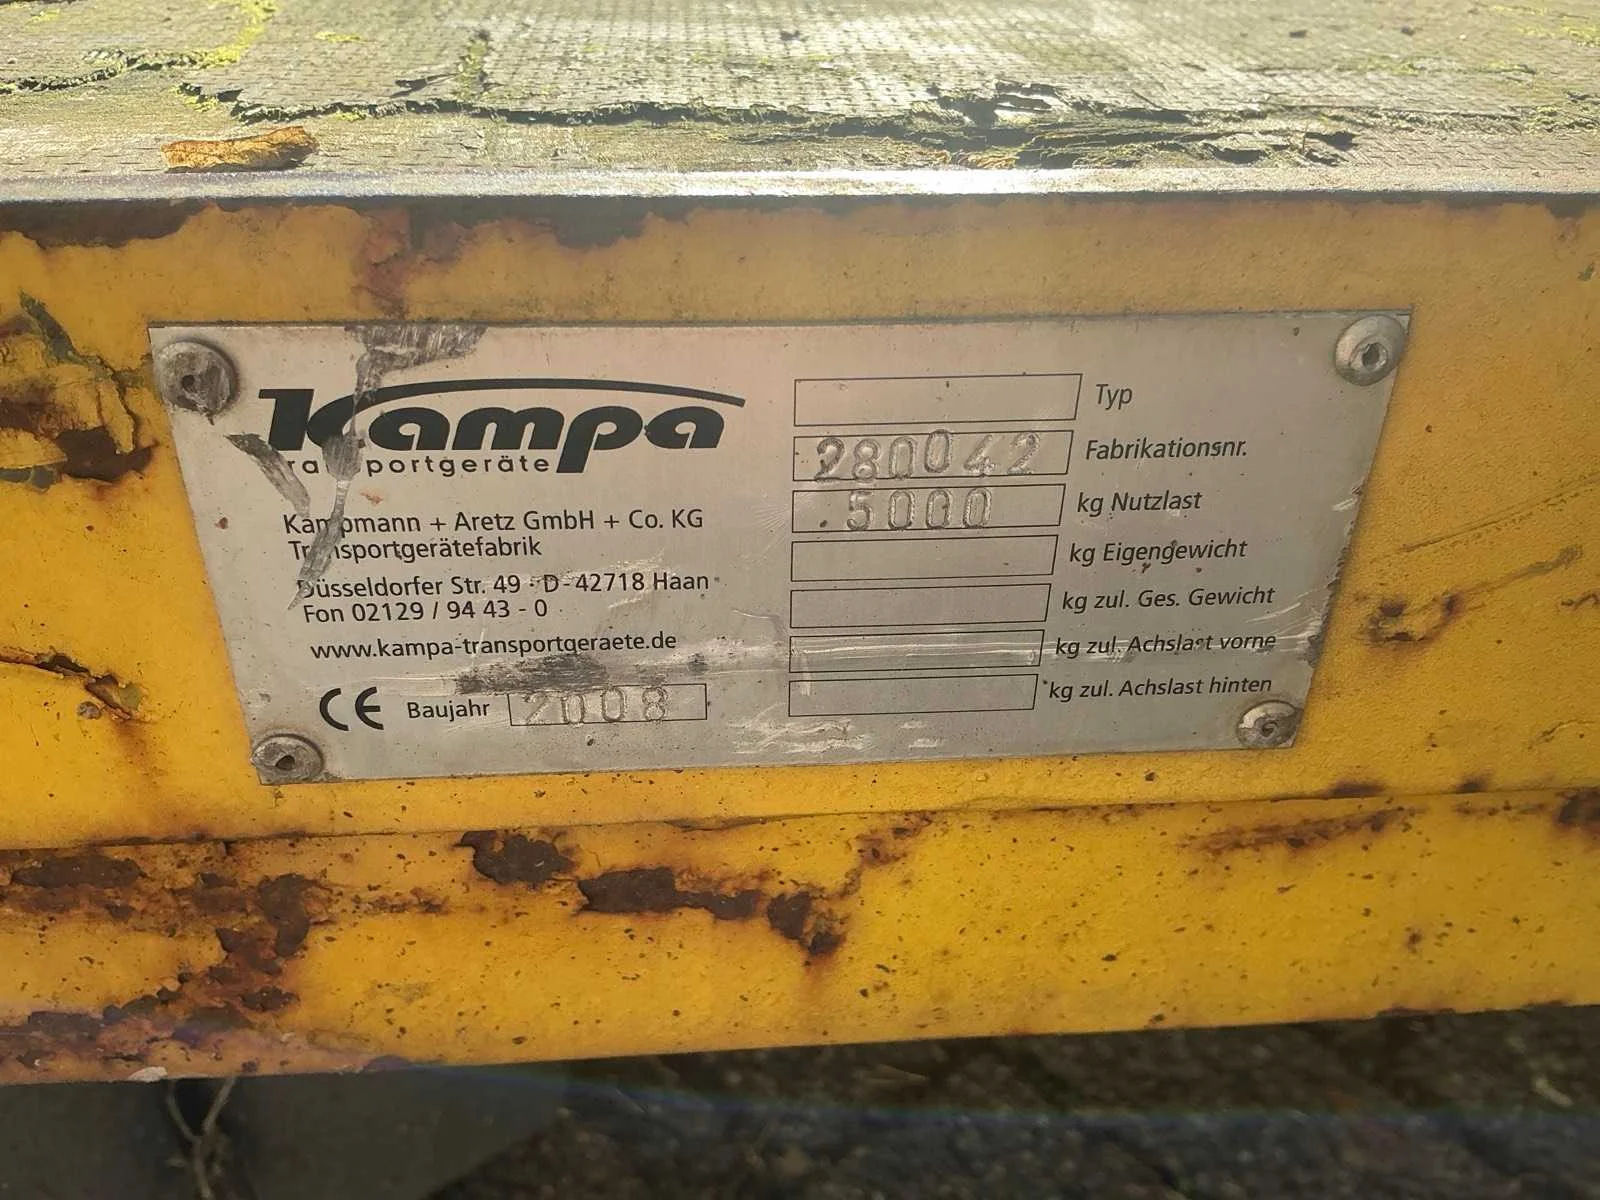 Kampa
Transportgeräte
Kampmann + Aretz GmbH + Co. KG
Transportgerätefabrik
Düsseldorfer Str. 49 · D-42718 Haan
Fon 02129 / 94 43 - 0
www.kampa-transportgeraete.de
CE Baujahr 2008
Typ
280042 Fabrikationsnr.
5000 kg Nutzlast
kg Eigengewicht
kg zul. Ges. Gewicht
kg zul. Achslast vorne
kg zul. Achslast hinten